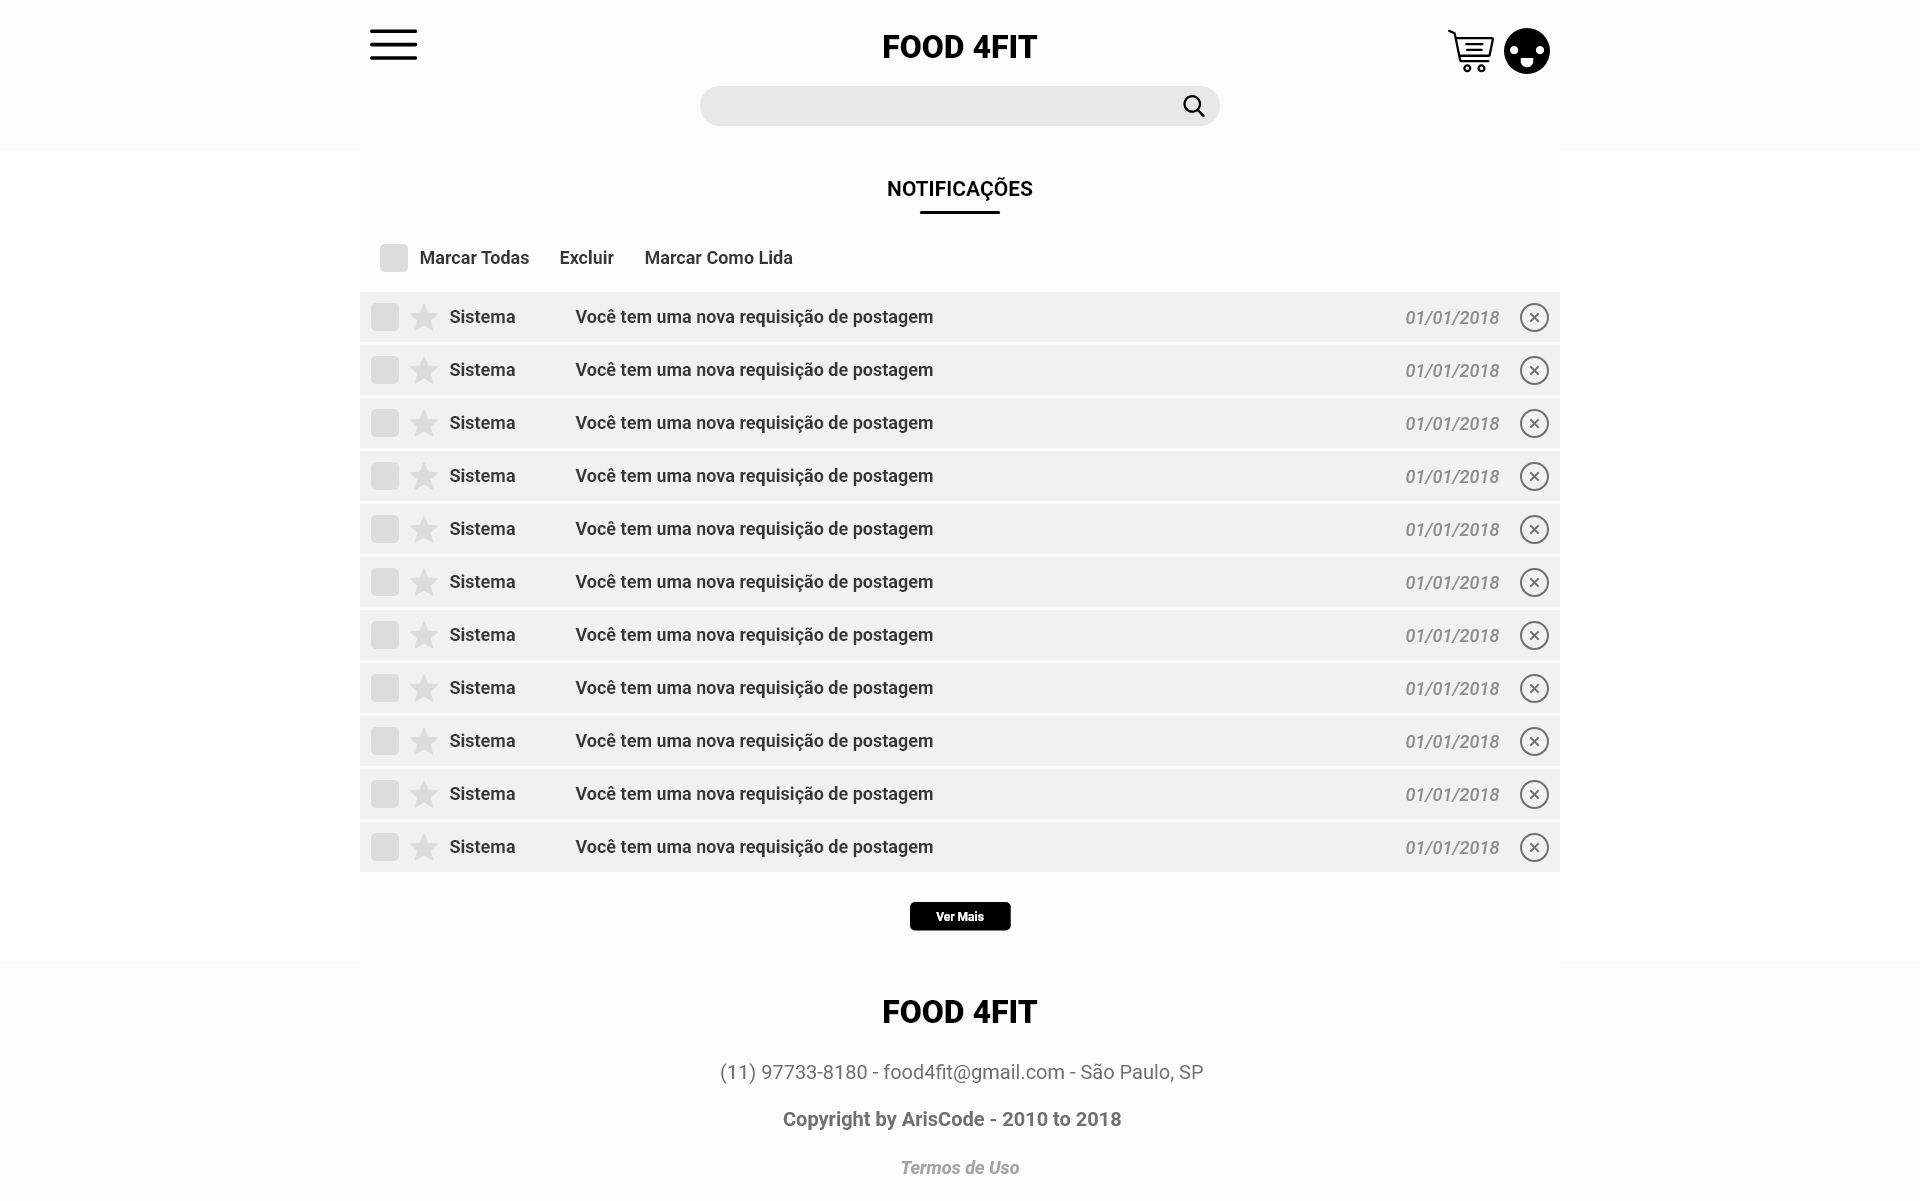 FOOD 4FIT
NOTIFICAÇÕES
Marcar Todas Excluir Marcar Como Lida
Sistema Você tem uma nova requisição de postagem 01/01/2018
Sistema Você tem uma nova requisição de postagem 01/01/2018
Sistema Você tem uma nova requisição de postagem 01/01/2018
Sistema Você tem uma nova requisição de postagem 01/01/2018
Sistema Você tem uma nova requisição de postagem 01/01/2018
Sistema Você tem uma nova requisição de postagem 01/01/2018
Sistema Você tem uma nova requisição de postagem 01/01/2018
Sistema Você tem uma nova requisição de postagem 01/01/2018
Sistema Você tem uma nova requisição de postagem 01/01/2018
Sistema Você tem uma nova requisição de postagem 01/01/2018
Sistema Você tem uma nova requisição de postagem 01/01/2018
Ver Mais
FOOD 4FIT
(11) 97733-8180 - food4fit@gmail.com - São Paulo, SP
Copyright by ArisCode - 2010 to 2018
Termos de Uso